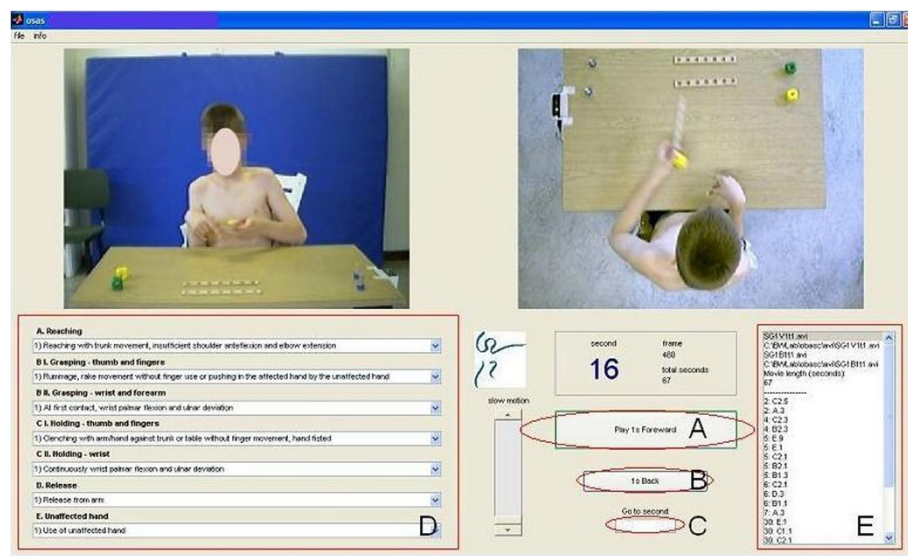 osas
File Info
A. Reaching
1) Reaching with trunk movement, insufficient shoulder anteflexion and elbow extension
B I. Grasping - thumb and fingers
1) Rummage, rake movement without finger use or pushing in the affected hand by the unaffected hand
B II. Grasping - wrist and forearm
1) At first contact, wrist palmar flexion and ulnar deviation
C I. Holding - thumb and fingers
1) Clenching with arm/hand against trunk or table without finger movement, hand fisted
C II. Holding - wrist
1) Continuously wrist palmar flexion and ulnar deviation
D. Release
1) Release from arm
E. Unaffected hand
1) Use of unaffected hand
D
slow motion
second
16
frame
480
total seconds
67
Play 1s Foreward
A
1s Back
B
Go to second:
C
SG1V1t1.avi
SG1B1t1.avi
Movie length (seconds):
67
---------------
2: C2.5
2: A.3
4: C2.3
4: B2.3
5: E.9
5: E.1
5: C2.1
5: B2.1
5: B1.3
6: C2.1
6: D.3
6: B1.1
7: A.3
30: E.1
30: C1.1
30: C2.1
E